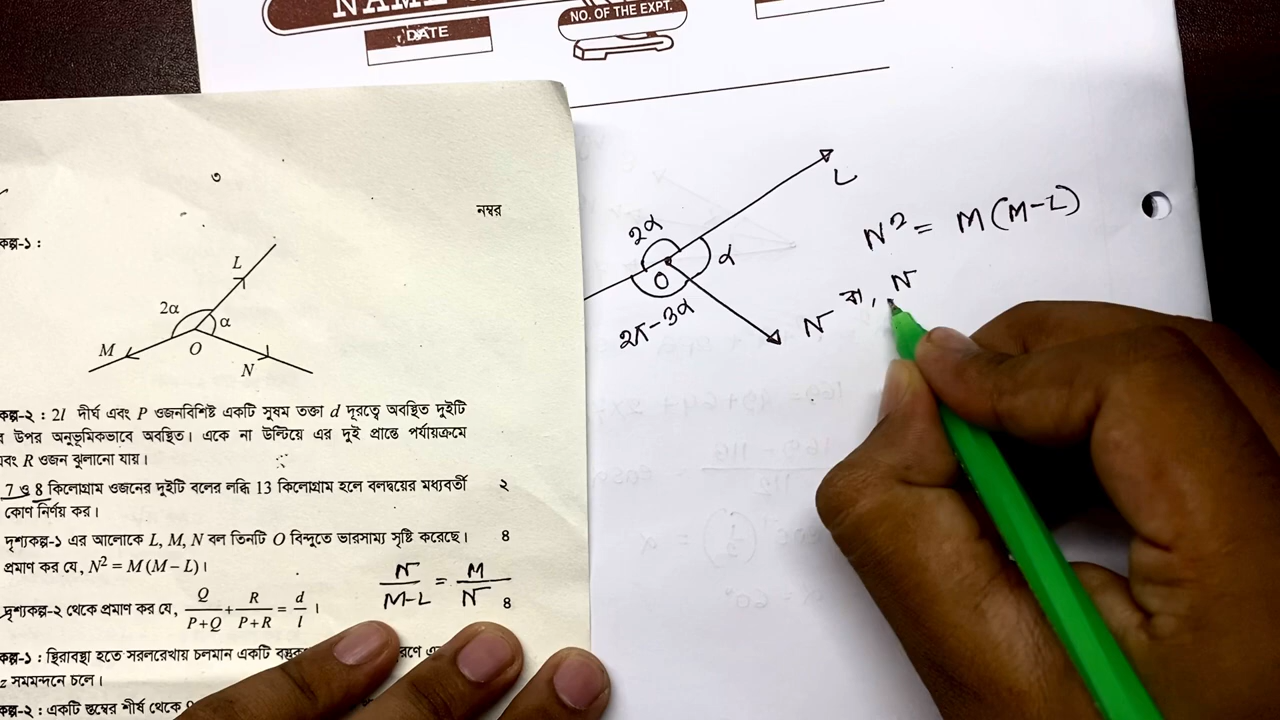 DATE
NO. OF THE EXPT.
৩
নম্বর
কল্প-১ :
L
2α
α
M
O
N
কল্প-২ : 2l দীর্ঘ এবং P ওজনবিশিষ্ট একটি সুষম তক্তা d দূরত্বে অবস্থিত দুইটি
উপর অনুভূমিকভাবে অবস্থিত। একে না উল্টিয়ে এর দুই প্রান্তে পর্যায়ক্রমে
এবং R ওজন ঝুলানো যায়।
7 ও 8 কিলোগ্রাম ওজনের দুইটি বলের লব্ধি 13 কিলোগ্রাম হলে বলদ্বয়ের মধ্যবর্তী ২
কোণ নির্ণয় কর।
দৃশ্যকল্প-১ এর আলোকে L, M, N বল তিনটি O বিন্দুতে ভারসাম্য সৃষ্টি করেছে। 8
প্রমাণ কর যে, N² = M (M – L)।
N/M-L = M/N
দৃশ্যকল্প-২ থেকে প্রমাণ কর যে, Q/P+Q + R/P+R = d/l । 8
কল্প-১ : স্থিরাবস্থা হতে সরলরেখায় চলমান একটি
z সমমন্দনে চলে।
কল্প-২ : একটি স্তম্ভের শীর্ষ থেকে
L
2α
α
O
2π-3α
N
N² = M(M-L)
বা, N